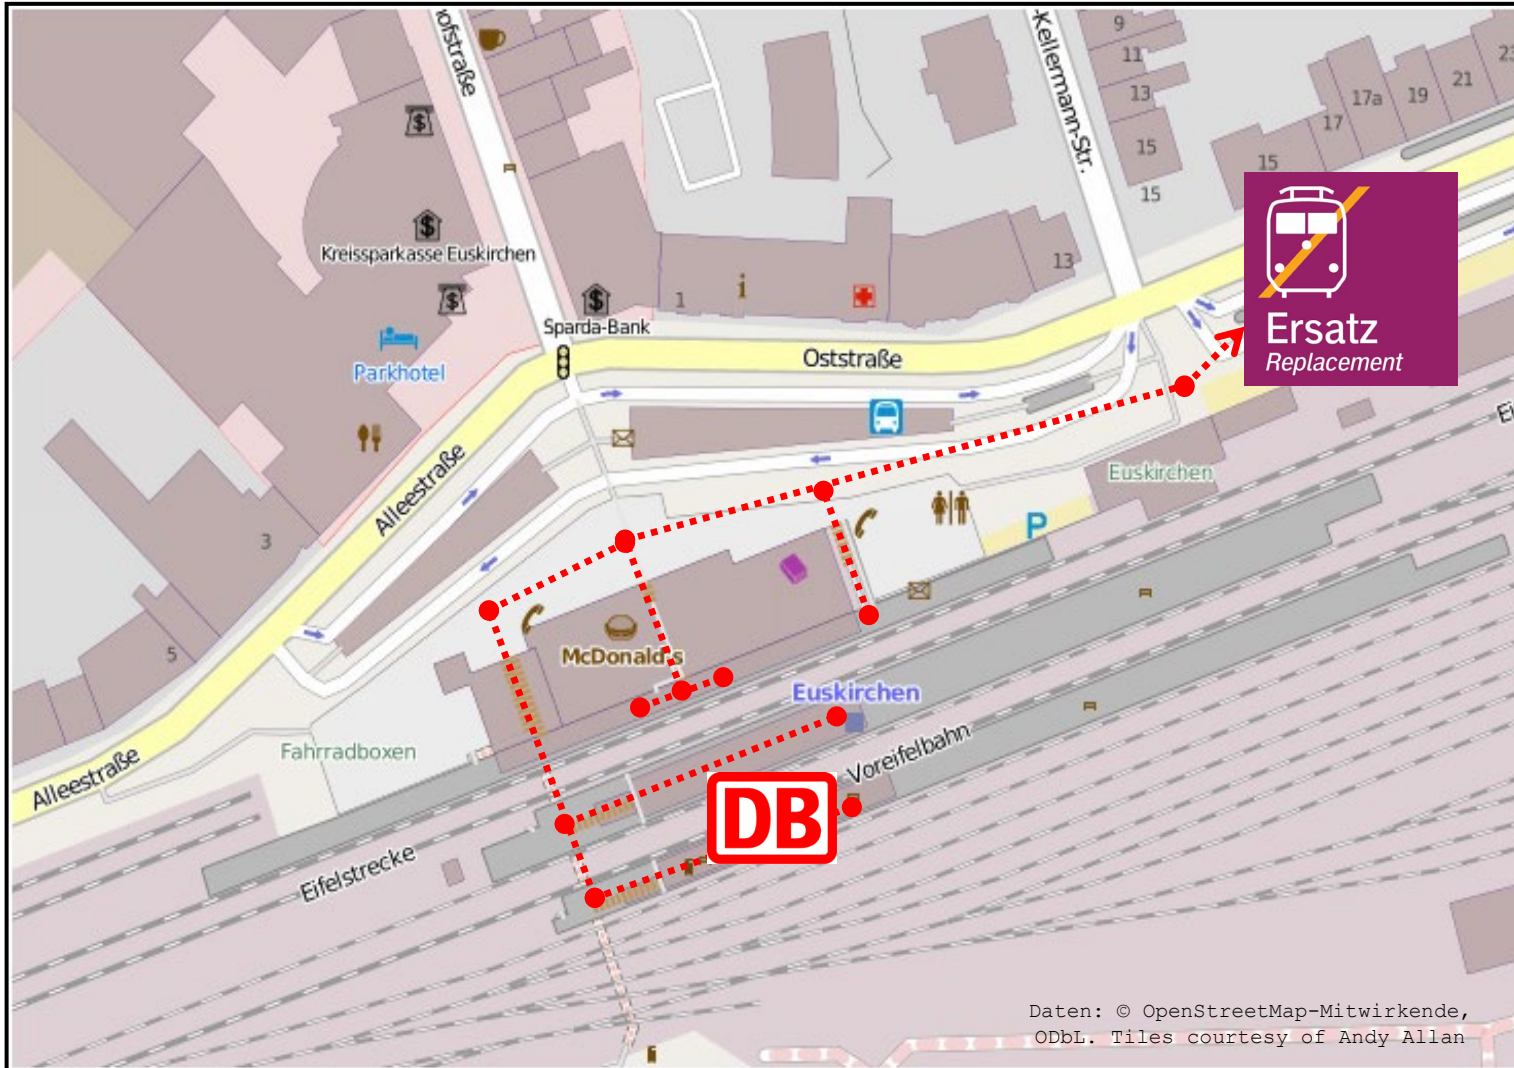 ofstraße
-Kellermann-Str.
9
11
13
15
15
15
17
17a
19
21
23
Kreissparkasse Euskirchen
13
1
i
Sparda-Bank
Parkhotel
Oststraße
Ersatz
Replacement
Alleestraße
3
Euskirchen
P
5
McDonald's
Euskirchen
Fahrradboxen
Voreifelbahn
Alleestraße
DB
Eifelstrecke
Ei
Daten: © OpenStreetMap-Mitwirkende,
ODbL. Tiles courtesy of Andy Allan